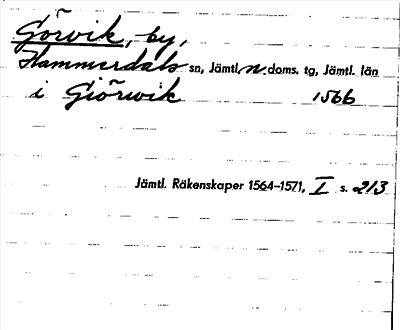 Görvik, by,
Hammerdals sn, Jämtl. n. doms. tg, Jämtl. län
i Giörwik 1566
Jämtl. Räkenskaper 1564-1571, I s. 213